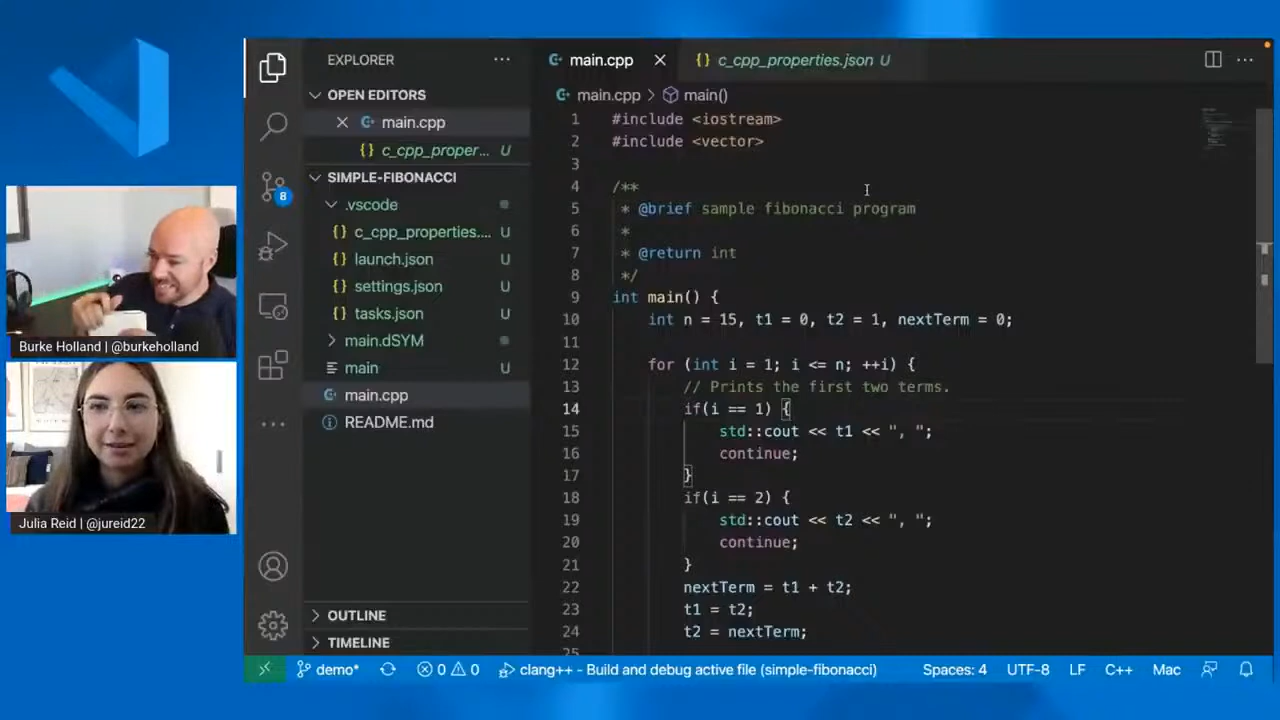 Burke Holland | @burkeholland
Julia Reid | @jureid22
EXPLORER
OPEN EDITORS
main.cpp
{} c_cpp_proper... U
SIMPLE-FIBONACCI
.vscode
{} c_cpp_properties.... U
{} launch.json U
{} settings.json U
{} tasks.json U
main.dSYM
main U
main.cpp
README.md
OUTLINE
TIMELINE
8
main.cpp
{} c_cpp_properties.json U
main.cpp > main()
1 #include <iostream>
2 #include <vector>
3
4 /**
5 * @brief sample fibonacci program
6 *
7 * @return int
8 */
9 int main() {
10 int n = 15, t1 = 0, t2 = 1, nextTerm = 0;
11
12 for (int i = 1; i <= n; ++i) {
13 // Prints the first two terms.
14 if(i == 1) {
15 std::cout << t1 << ", ";
16 continue;
17 }
18 if(i == 2) {
19 std::cout << t2 << ", ";
20 continue;
21 }
22 nextTerm = t1 + t2;
23 t1 = t2;
24 t2 = nextTerm;
25
demo* 0 0 clang++ - Build and debug active file (simple-fibonacci) Spaces: 4 UTF-8 LF C++ Mac